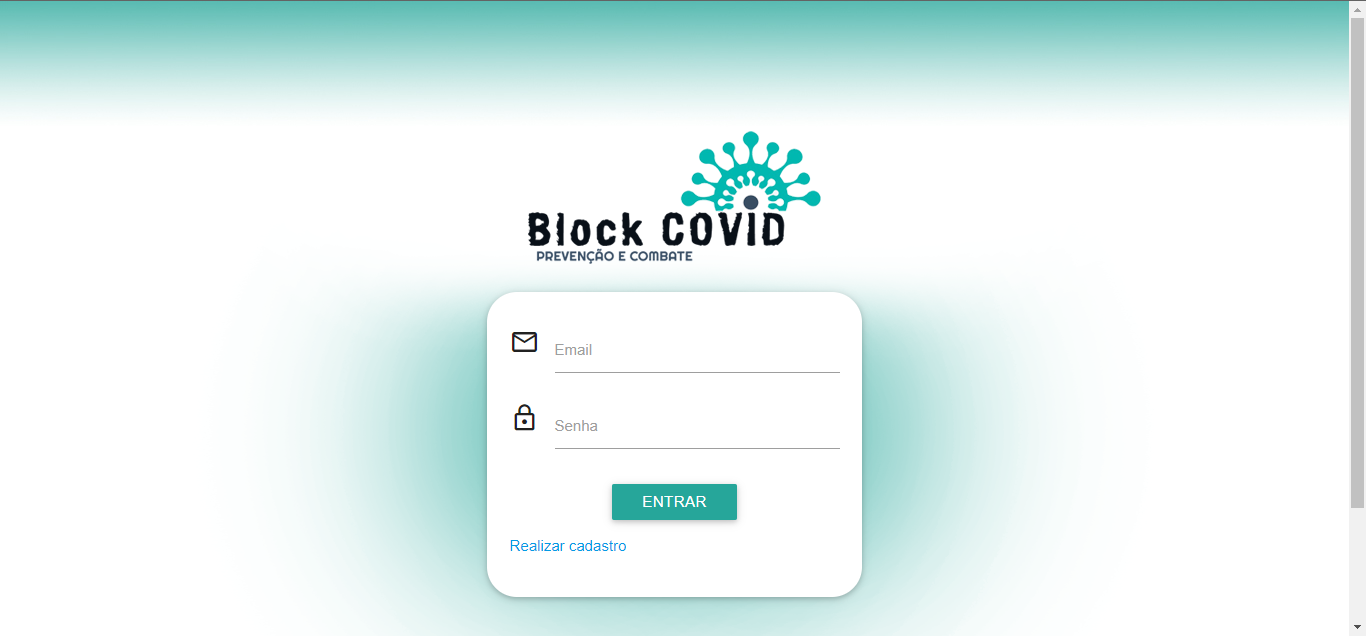 Block COVID
PREVENÇÃO E COMBATE
Email
Senha
ENTRAR
Realizar cadastro